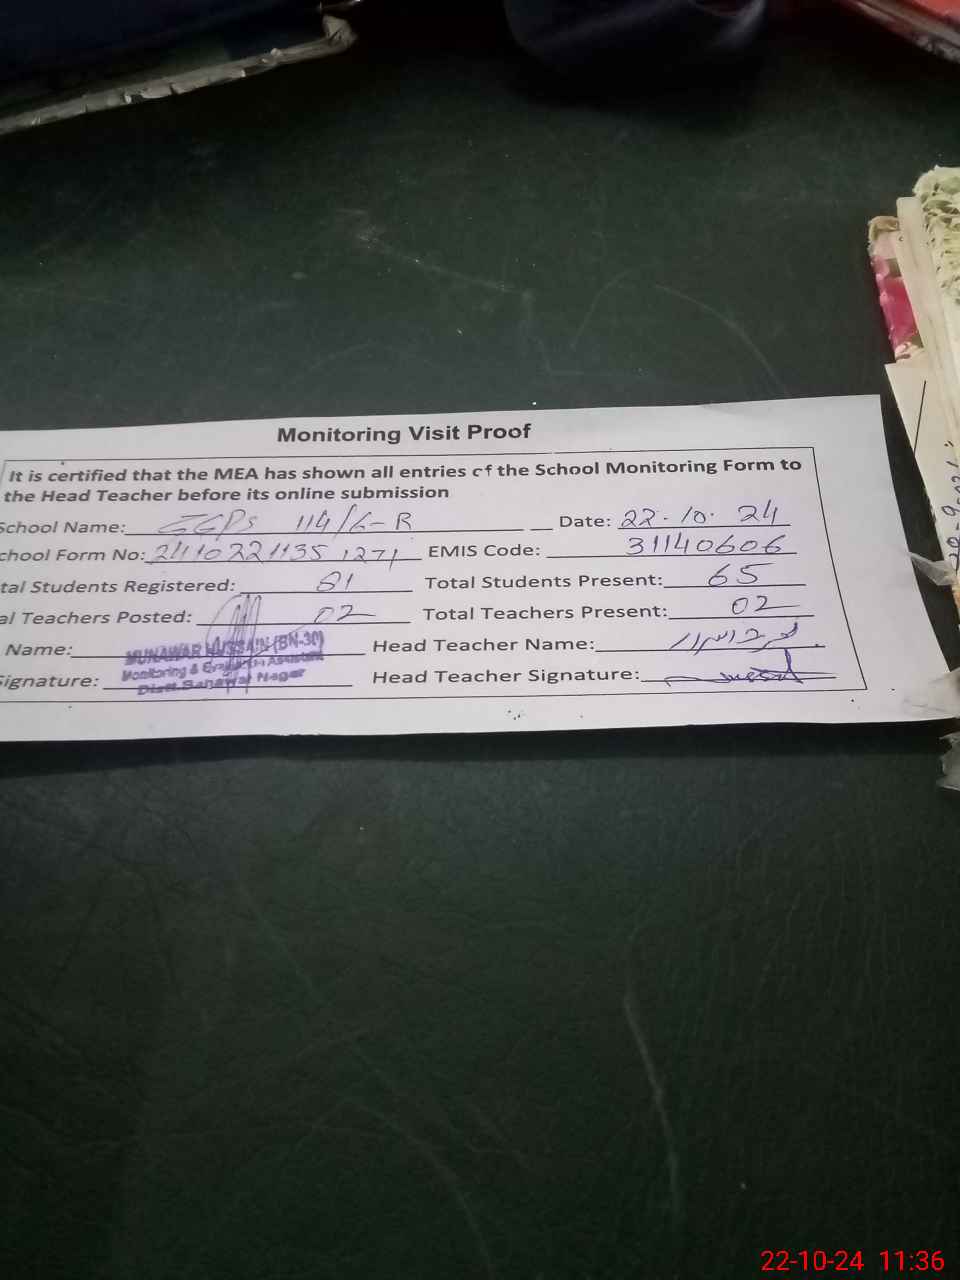 Monitoring Visit Proof
It is certified that the MEA has shown all entries of the School Monitoring Form to
the Head Teacher before its online submission
School Name: GGPS 114/6-R Date: 22.10.24
chool Form No: 241102211351271 EMIS Code: 31140606
tal Students Registered: 81 Total Students Present: 65
al Teachers Posted: 02 Total Teachers Present: 02
Name: MUNAWAR HUSSAIN (BN-30) Head Teacher Name:
Monitoring & Evaluation Assistant
Signature: Distt. Bahawal Nagar Head Teacher Signature:
22-10-24 11:36